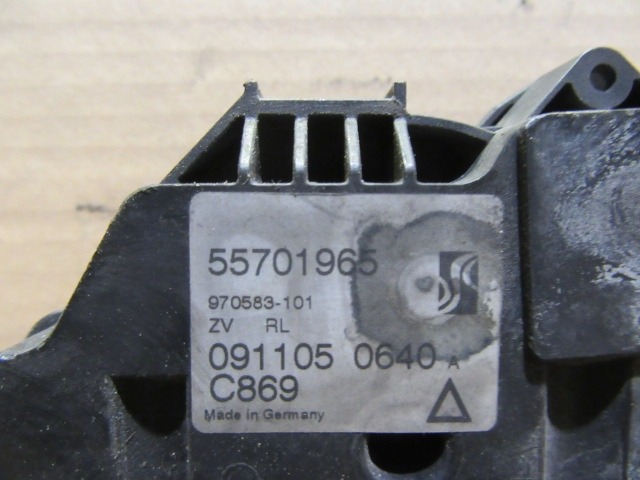 55701965
970583-101
ZV RL
091105 0640 A
C869
Made in Germany